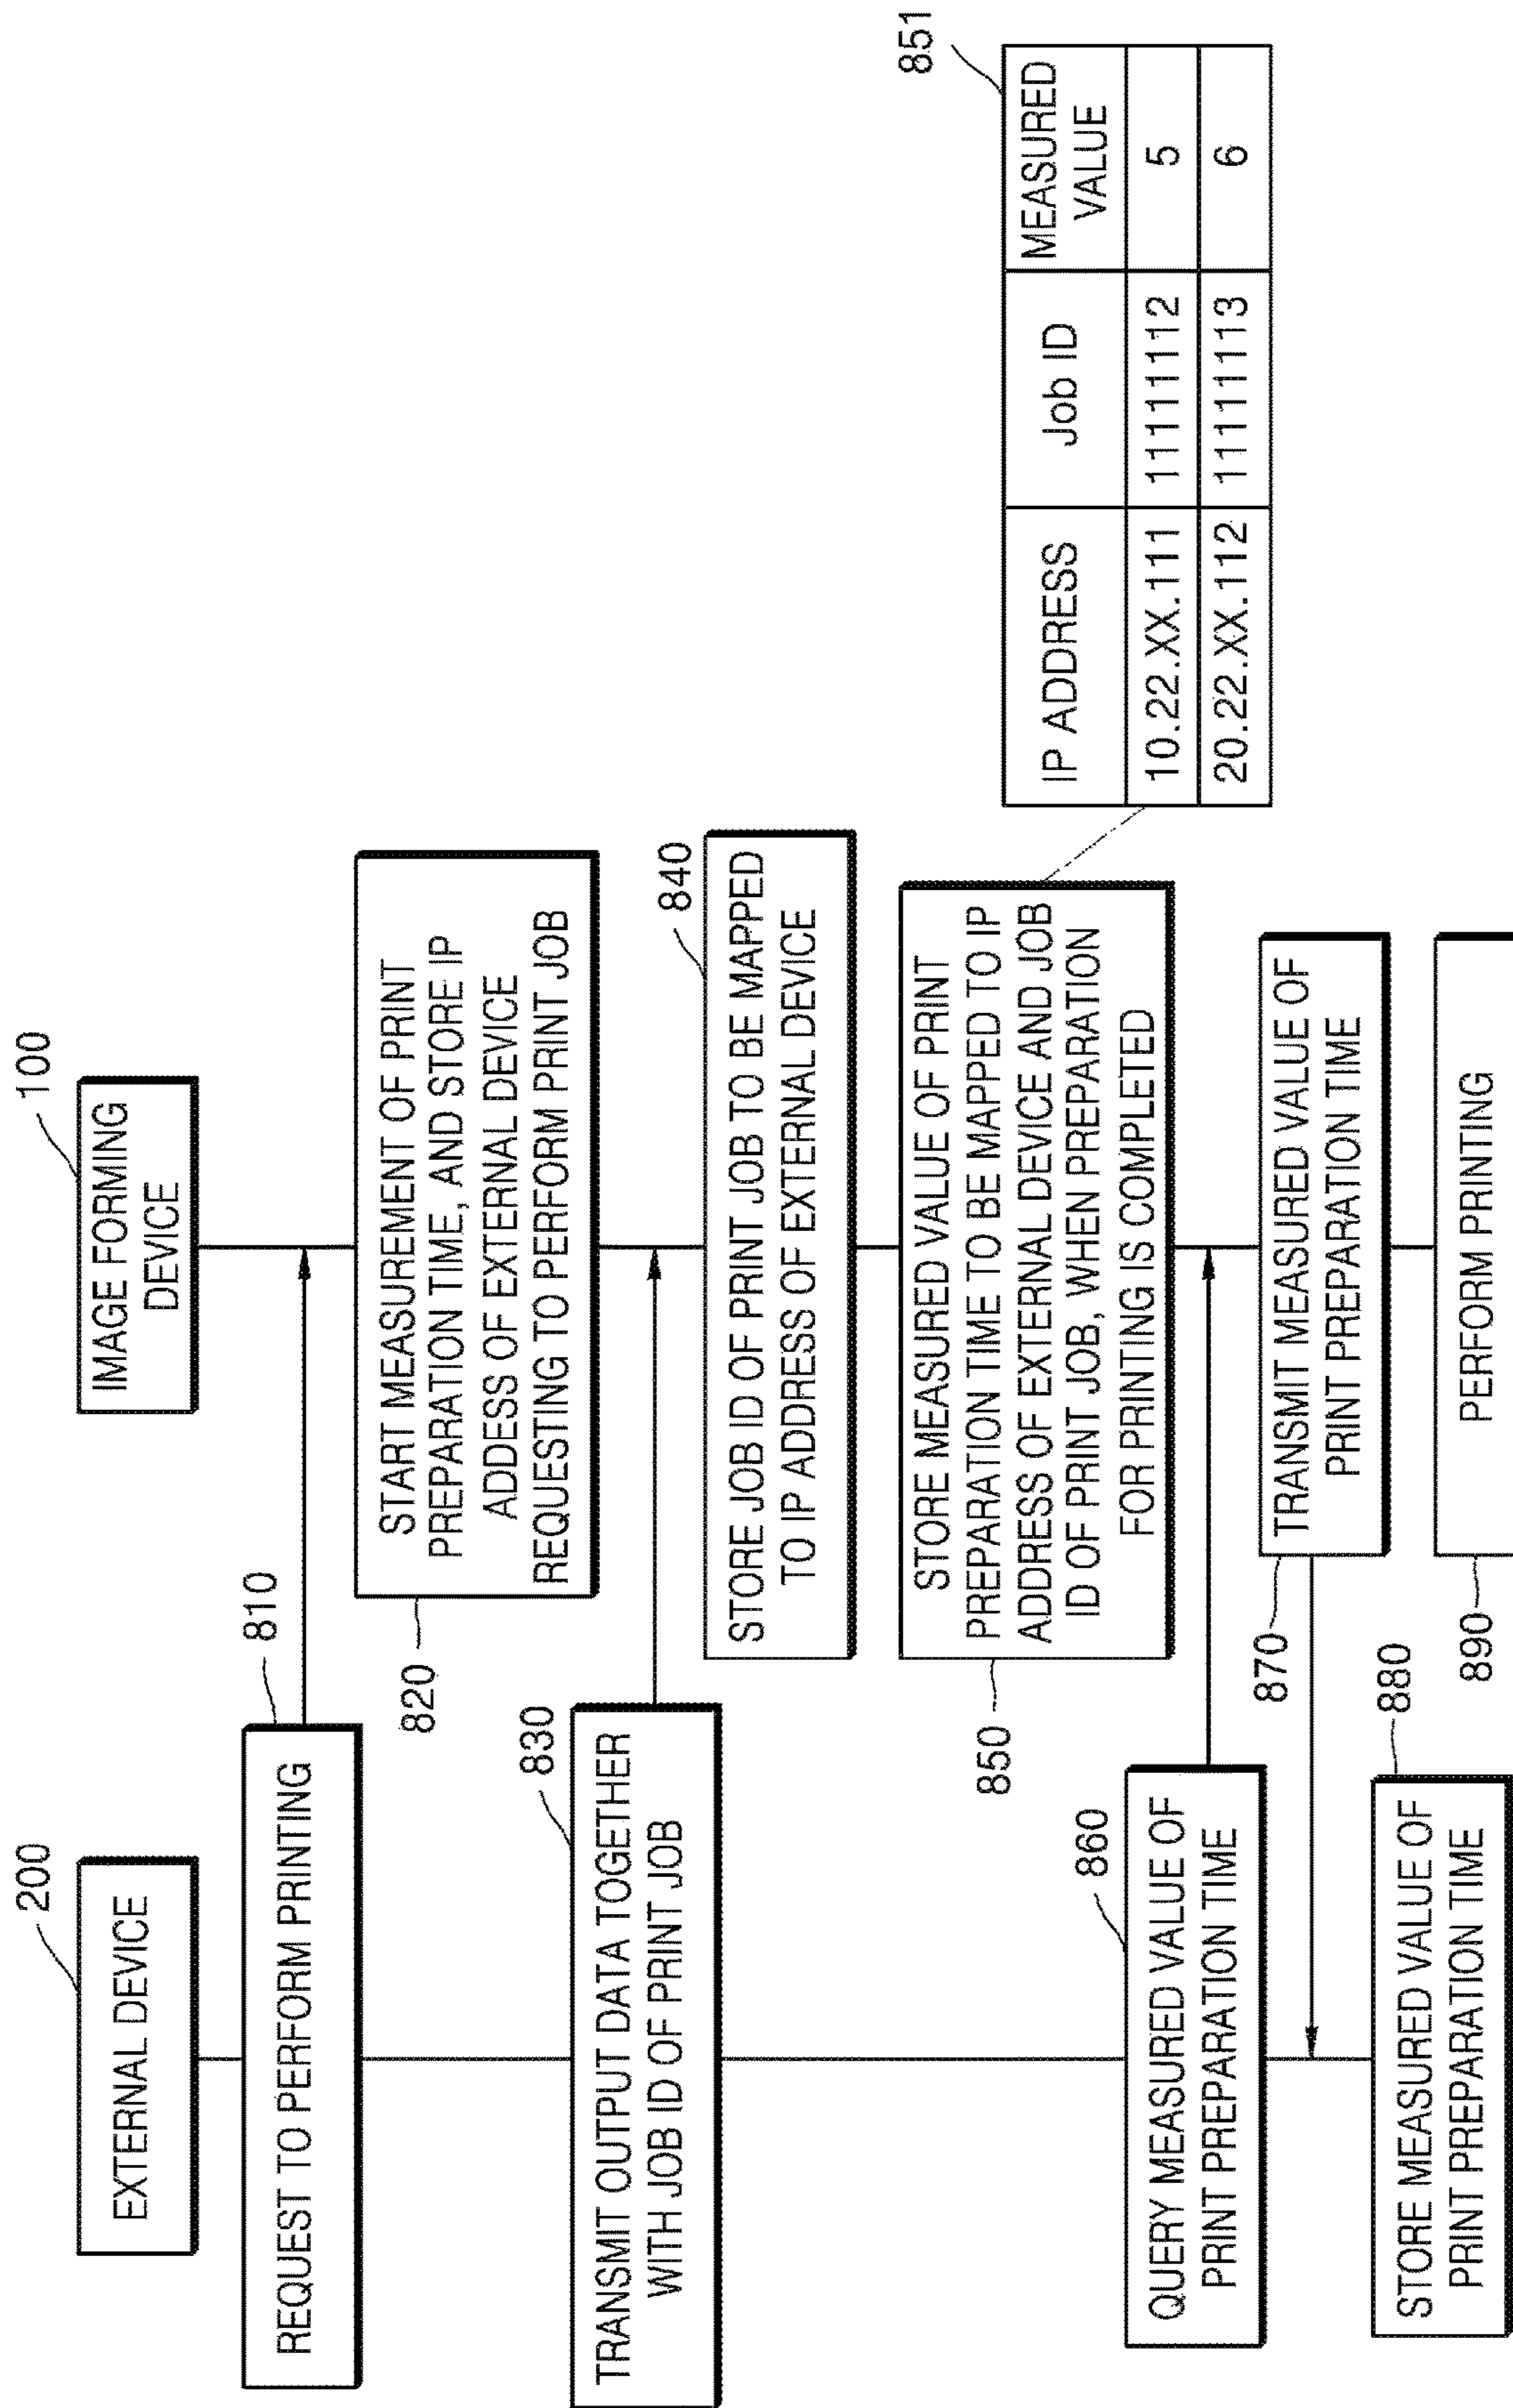 200
EXTERNAL DEVICE
100
IMAGE FORMING
DEVICE
810
REQUEST TO PERFORM PRINTING
820
START MEASUREMENT OF PRINT
PREPARATION TIME, AND STORE IP
ADDESS OF EXTERNAL DEVICE
REQUESTING TO PERFORM PRINT JOB
830
TRANSMIT OUTPUT DATA TOGETHER
WITH JOB ID OF PRINT JOB
840
STORE JOB ID OF PRINT JOB TO BE MAPPED
TO IP ADDRESS OF EXTERNAL DEVICE
850
STORE MEASURED VALUE OF PRINT
PREPARATION TIME TO BE MAPPED TO IP
ADDRESS OF EXTERNAL DEVICE AND JOB
ID OF PRINT JOB, WHEN PREPARATION
FOR PRINTING IS COMPLETED
851
IP ADDRESS Job ID MEASURED VALUE
10.22.XX.111 11111112 5
20.22.XX.112 11111113 6
860
QUERY MEASURED VALUE OF
PRINT PREPARATION TIME
870
TRANSMIT MEASURED VALUE OF
PRINT PREPARATION TIME
880
STORE MEASURED VALUE OF
PRINT PREPARATION TIME
890
PERFORM PRINTING